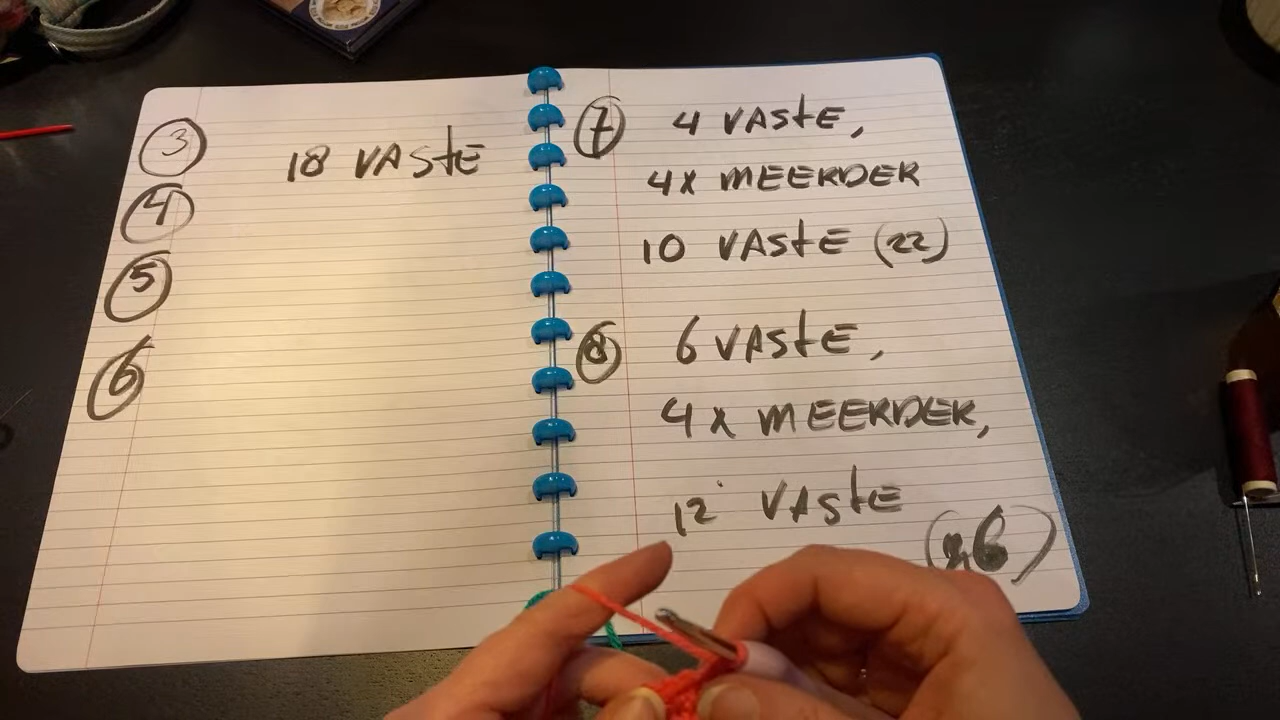 3
18 VASTE
4
5
6
7 4 VASTE,
4X MEERDER
10 VASTE (22)
8 6 VASTE,
4X MEERDER,
12 VASTE
(26)